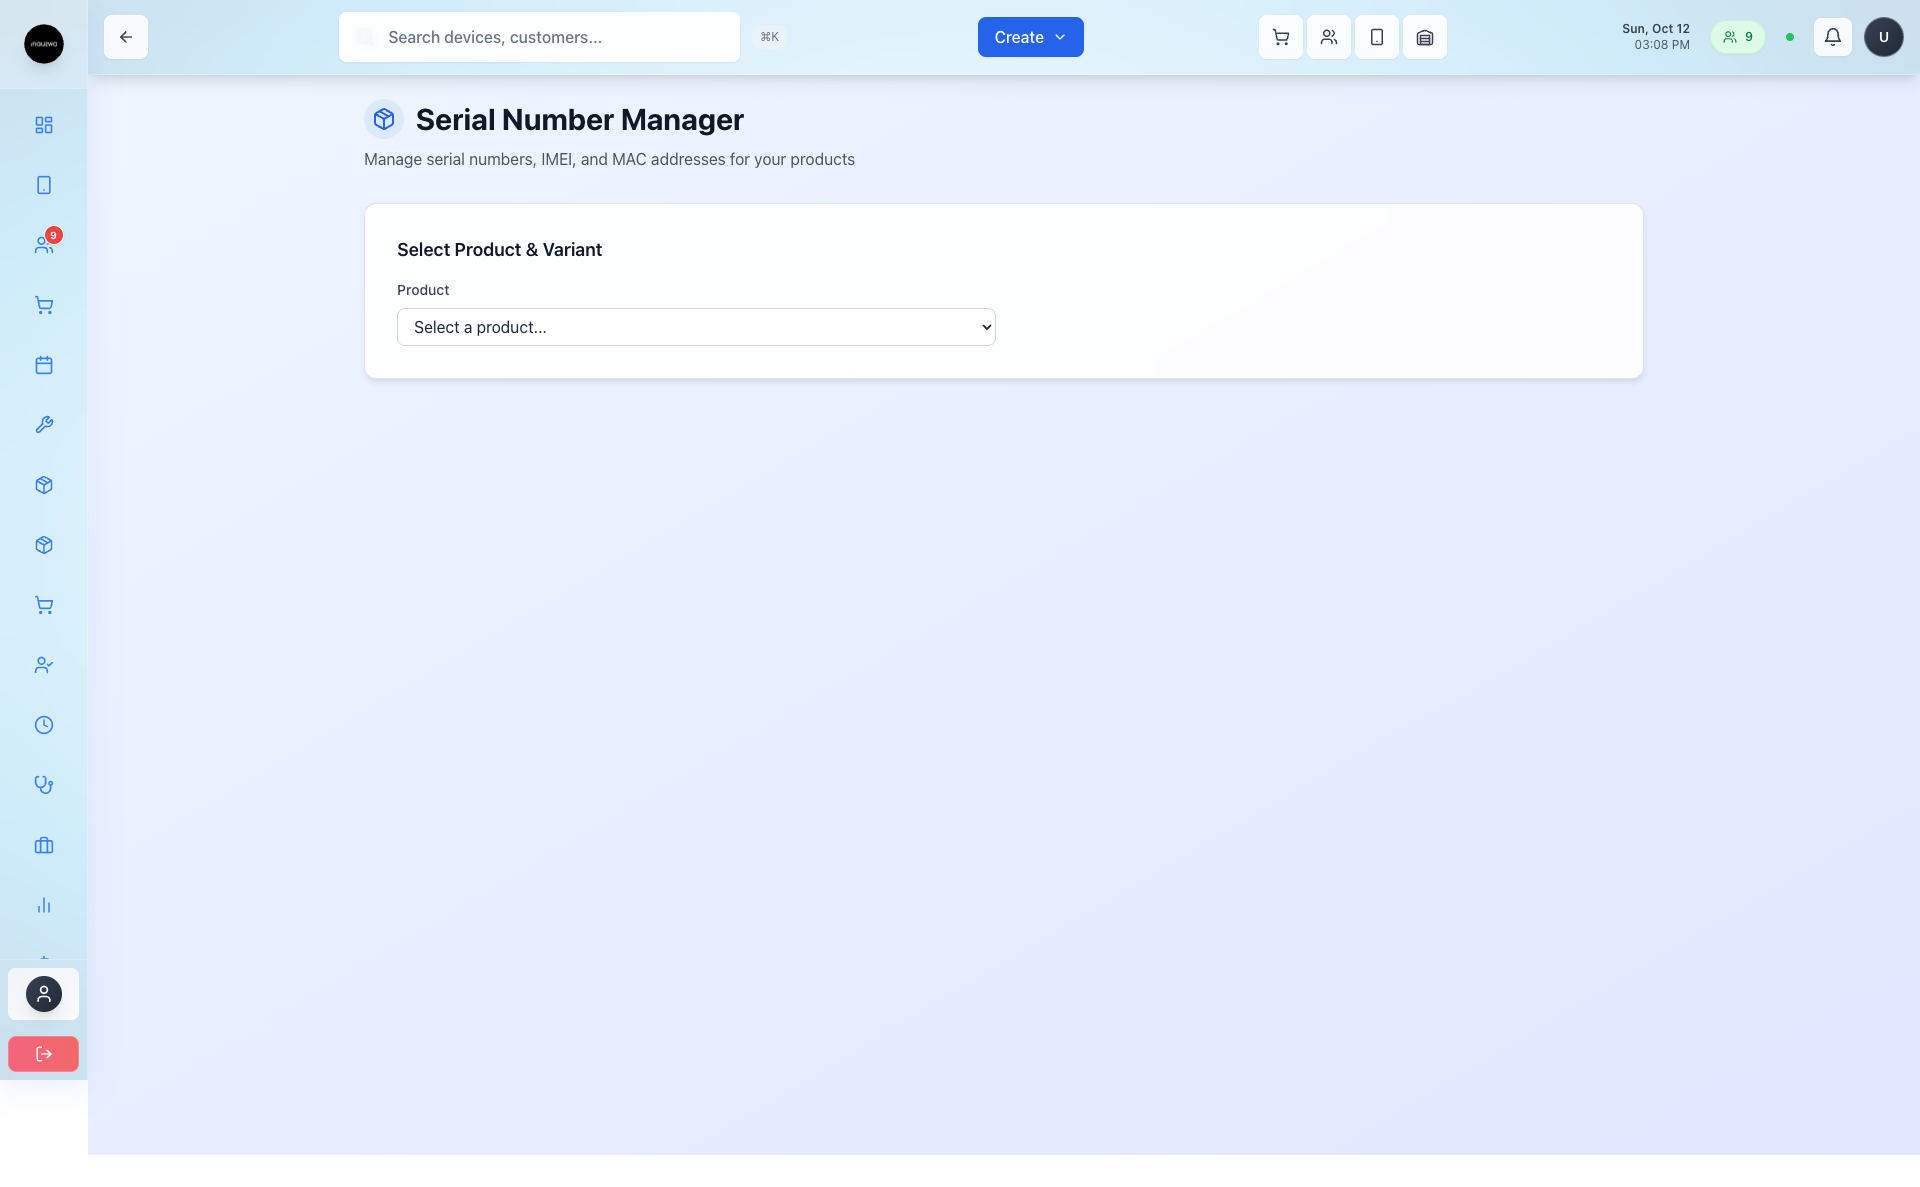 Search devices, customers...
⌘K
Create
Sun, Oct 12
03:08 PM
9
U
9
Serial Number Manager
Manage serial numbers, IMEI, and MAC addresses for your products
Select Product & Variant
Product
Select a product...